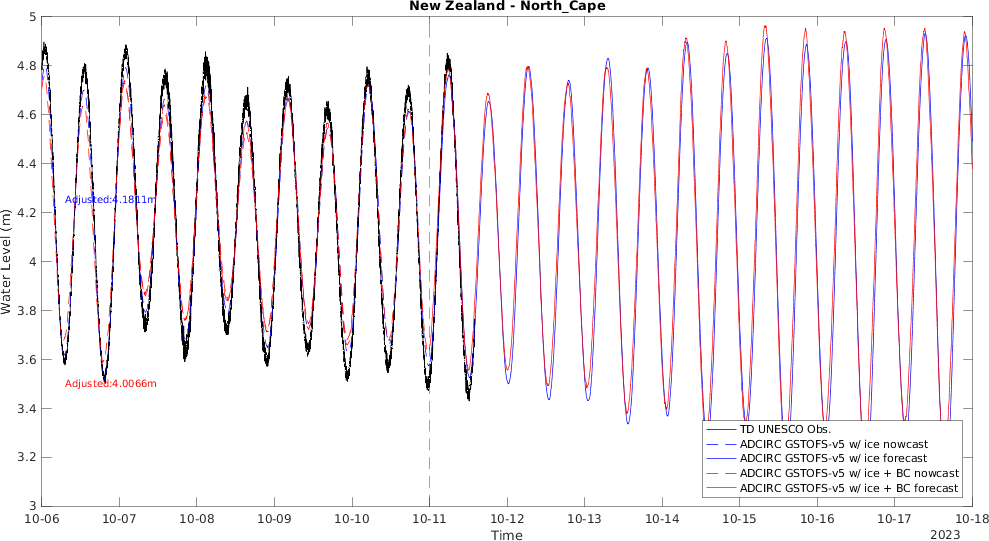 New Zealand - North_Cape
5
4.8
4.6
4.4
4.2
4
3.8
3.6
3.4
3.2
3
Water Level (m)
Adjusted:4.1811m
Adjusted:4.0066m
TD UNESCO Obs.
ADCIRC GSTOFS-v5 w/ ice nowcast
ADCIRC GSTOFS-v5 w/ ice forecast
ADCIRC GSTOFS-v5 w/ ice + BC nowcast
ADCIRC GSTOFS-v5 w/ ice + BC forecast
10-06 10-07 10-08 10-09 10-10 10-11 10-12 10-13 10-14 10-15 10-16 10-17 10-18
Time
2023